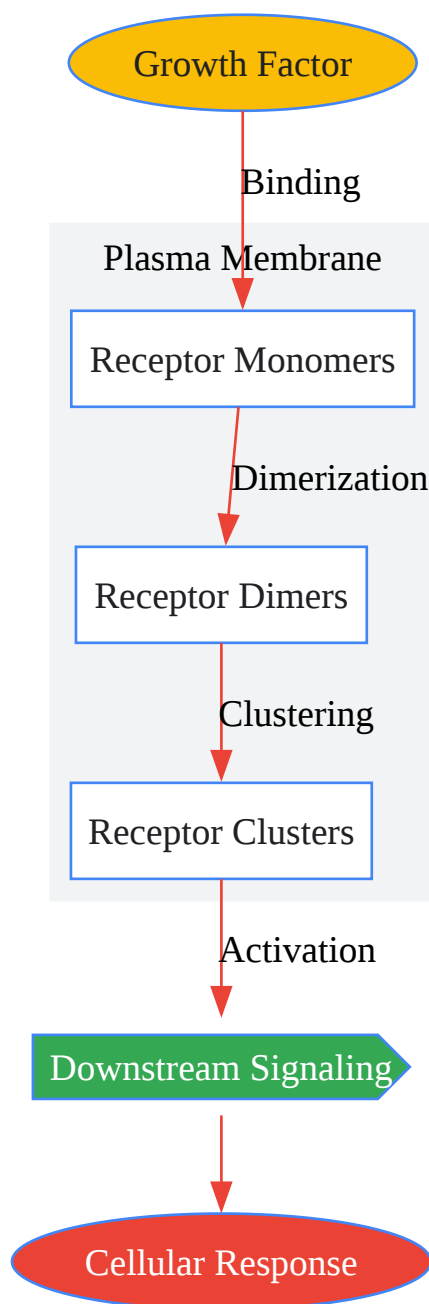 Growth Factor
Binding
Plasma Membrane
Receptor Monomers
Dimerization
Receptor Dimers
Clustering
Receptor Clusters
Activation
Downstream Signaling
Cellular Response